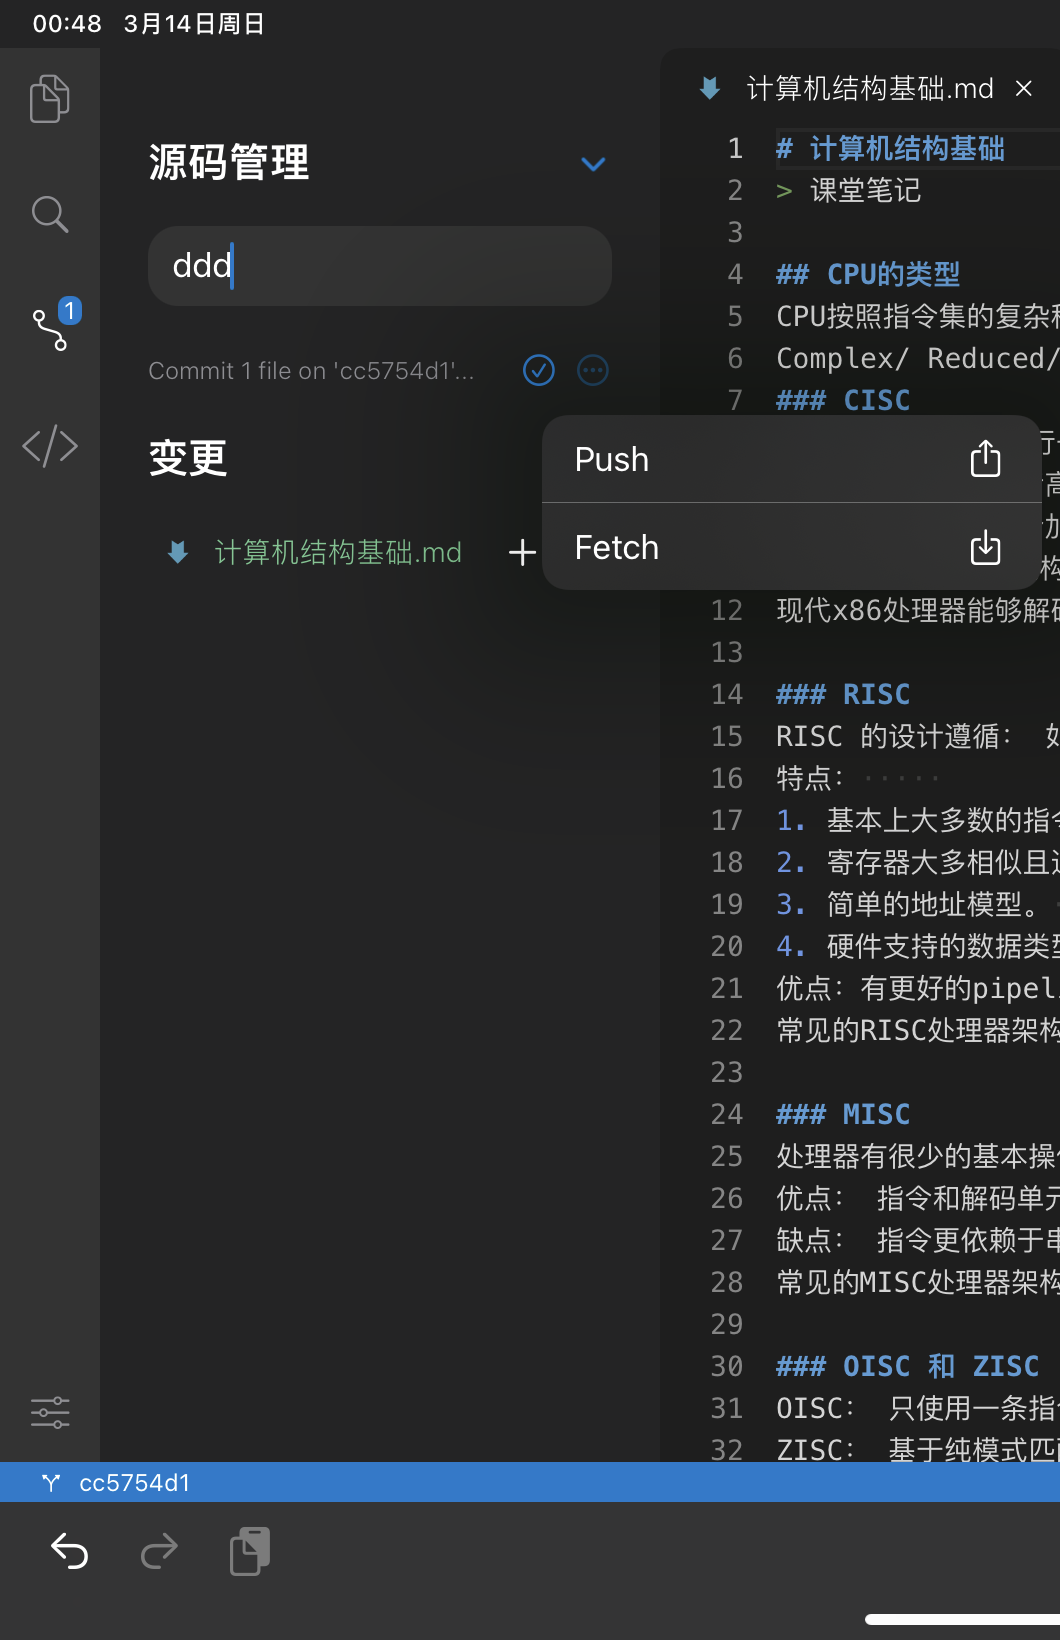 00:48 3月14日周日
源码管理
ddd
1
Commit 1 file on 'cc5754d1'...
变更
计算机结构基础.md
Push
Fetch
计算机结构基础.md
1 # 计算机结构基础
2 > 课堂笔记
3
4 ## CPU的类型
5 CPU按照指令集的复杂
6 Complex/ Reduced/
7 ### CISC
12 现代x86处理器能够解
13
14 ### RISC
15 RISC 的设计遵循：
16 特点：
17 1. 基本上大多数的指
18 2. 寄存器大多相似且
19 3. 简单的地址模型。
20 4. 硬件支持的数据类
21 优点：有更好的pipel
22 常见的RISC处理器架
23
24 ### MISC
25 处理器有很少的基本操
26 优点： 指令和解码单
27 缺点： 指令更依赖于
28 常见的MISC处理器架
29
30 ### OISC 和 ZISC
31 OISC： 只使用一条指
32 ZISC： 基于纯模式匹
cc5754d1